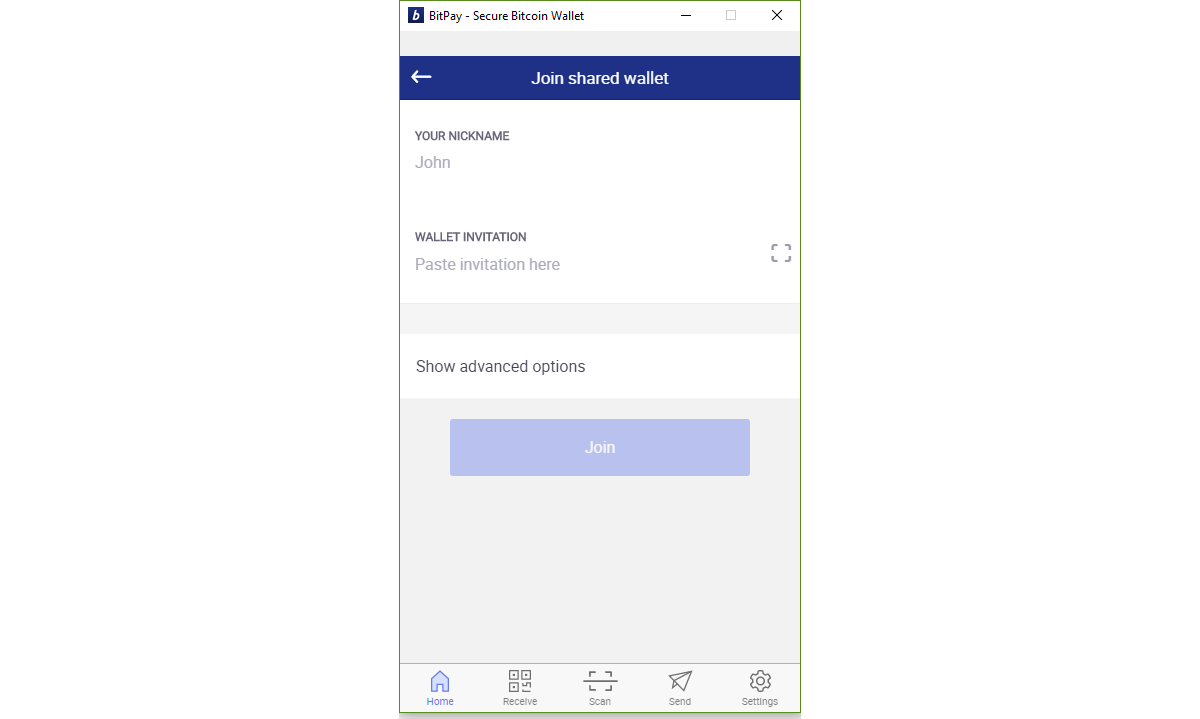 b BitPay - Secure Bitcoin Wallet
Join shared wallet
YOUR NICKNAME
John
WALLET INVITATION
Paste invitation here
Show advanced options
Join
Home Receive Scan Send Settings